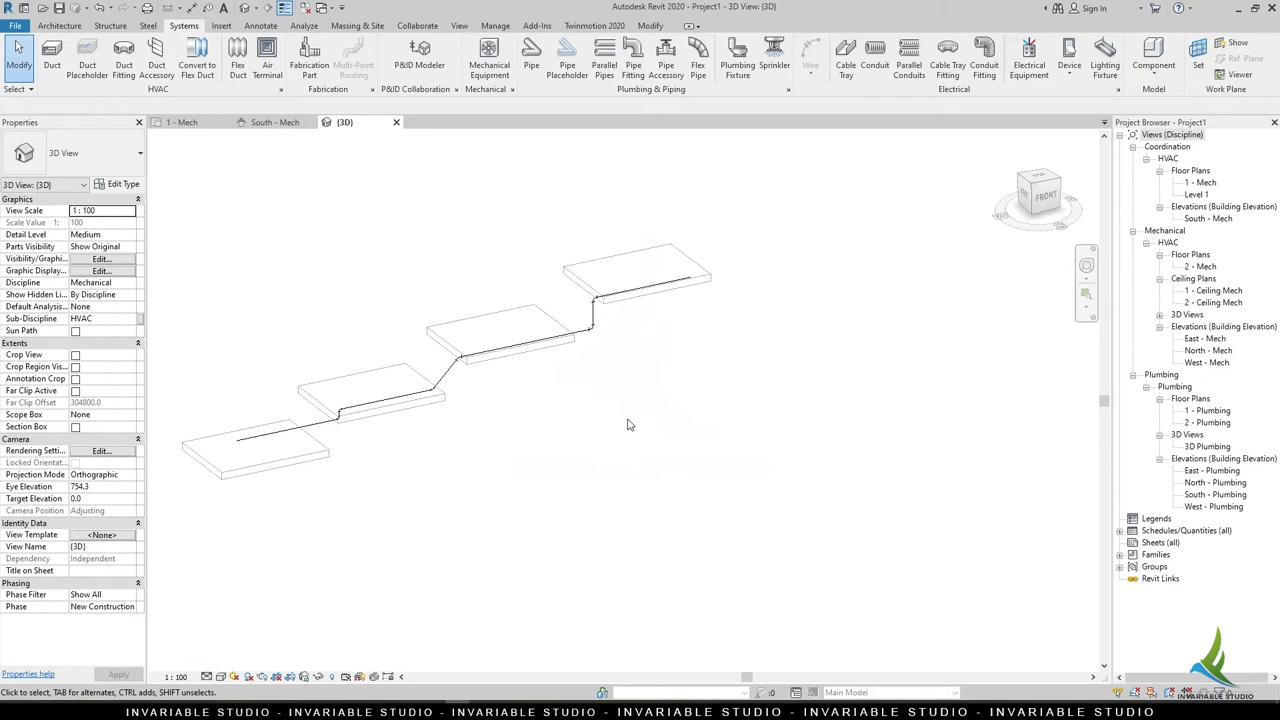 Autodesk Revit 2020 - Project1 - 3D View: {3D}
Sign In
File Architecture Structure Steel Systems Insert Annotate Analyze Massing & Site Collaborate View Manage Add-Ins Twinmotion 2020 Modify
Modify
Duct
Duct Placeholder
Duct Fitting
Duct Accessory
Convert to Flex Duct
Flex Duct
Air Terminal
Fabrication Part
Multi-Point Routing
P&ID Modeler
Mechanical Equipment
Pipe
Pipe Placeholder
Parallel Pipes
Pipe Fitting
Pipe Accessory
Flex Pipe
Plumbing Fixture
Sprinkler
Wire
Cable Tray
Conduit
Parallel Conduits
Cable Tray Fitting
Conduit Fitting
Electrical Equipment
Device
Lighting Fixture
Component
Set
Show
Ref Plane
Viewer
Select HVAC Fabrication P&ID Collaboration Mechanical Plumbing & Piping Electrical Model Work Plane
Properties
1 - Mech
South - Mech
{3D}
3D View
3D View: {3D} Edit Type
Graphics
View Scale 1 : 100
Scale Value 1: 100
Detail Level Medium
Parts Visibility Show Original
Visibility/Graphi... Edit...
Graphic Display... Edit...
Discipline Mechanical
Show Hidden Li... By Discipline
Default Analysis... None
Sub-Discipline HVAC
Sun Path
Extents
Crop View
Crop Region Vis...
Annotation Crop
Far Clip Active
Far Clip Offset 304800.0
Scope Box None
Section Box
Camera
Rendering Setti... Edit...
Locked Orientat...
Projection Mode Orthographic
Eye Elevation 754.3
Target Elevation 0.0
Camera Position Adjusting
Identity Data
View Template <None>
View Name {3D}
Dependency Independent
Title on Sheet
Phasing
Phase Filter Show All
Phase New Construction
Properties help Apply
FRONT
Project Browser - Project1
Views (Discipline)
Coordination
HVAC
Floor Plans
1 - Mech
Level 1
Elevations (Building Elevation)
South - Mech
Mechanical
HVAC
Floor Plans
2 - Mech
Ceiling Plans
1 - Ceiling Mech
2 - Ceiling Mech
3D Views
Elevations (Building Elevation)
East - Mech
North - Mech
West - Mech
Plumbing
Plumbing
Floor Plans
1 - Plumbing
2 - Plumbing
3D Views
3D Plumbing
Elevations (Building Elevation)
East - Plumbing
North - Plumbing
South - Plumbing
West - Plumbing
Legends
Schedules/Quantities (all)
Sheets (all)
Families
Groups
Revit Links
1 : 100
Click to select, TAB for alternates, CTRL adds, SHIFT unselects.
:0
Main Model
INVARIABLE STUDIO
INVARIABLE STUDIO - INVARIABLE STUDIO - INVARIABLE STUDIO - INVARIABLE STUDIO - INVARIABLE STUDIO - INVARIABLE STUDIO - INVARIABLE STUDIO